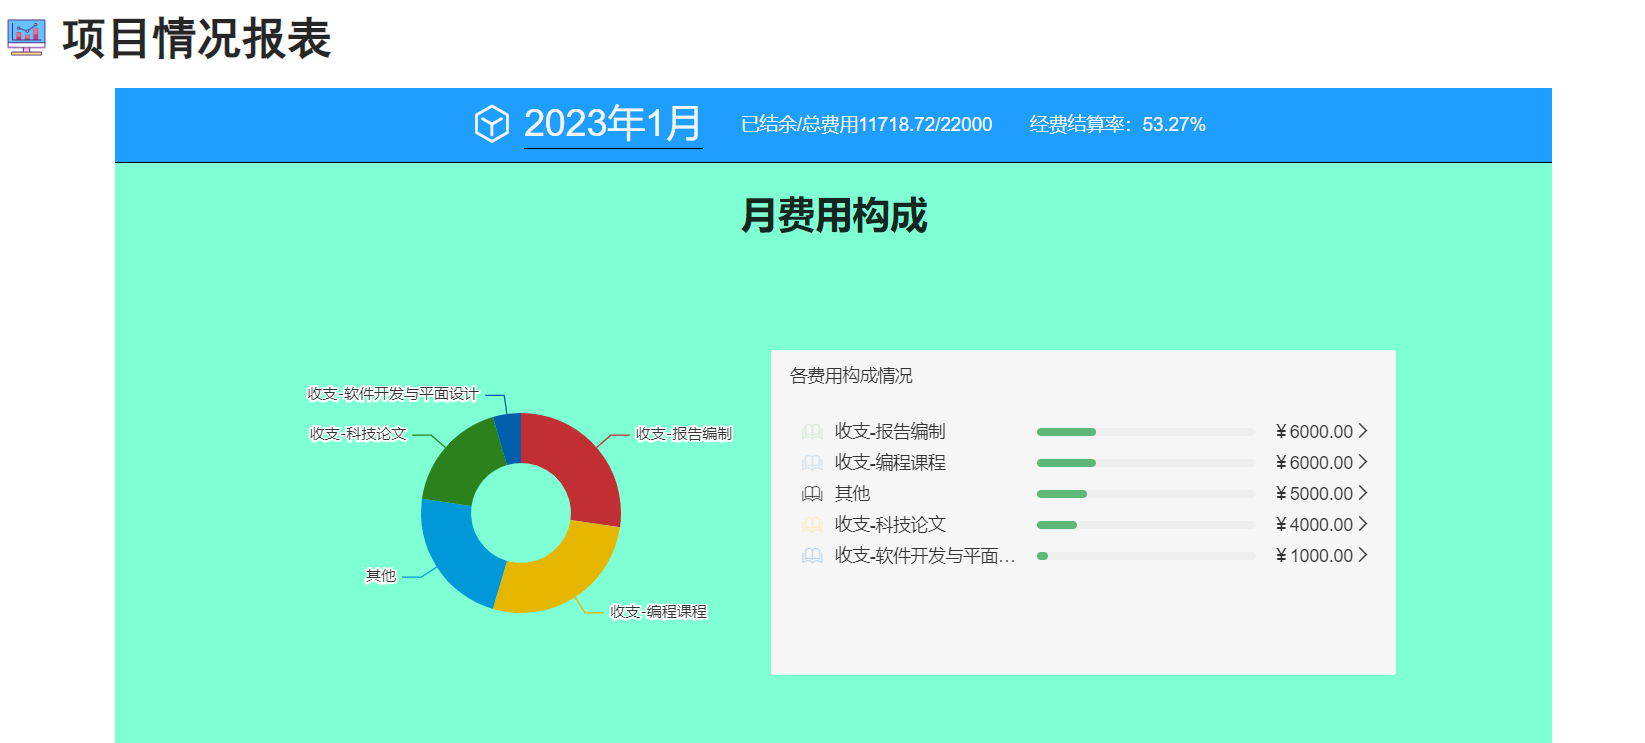 项目情况报表
2023年1月
已结余/总费用11718.72/22000
经费结算率：53.27%
月费用构成
收支-软件开发与平面设计
收支-科技论文
收支-报告编制
其他
收支-编程课程
各费用构成情况
收支-报告编制 ¥6000.00
收支-编程课程 ¥6000.00
其他 ¥5000.00
收支-科技论文 ¥4000.00
收支-软件开发与平面… ¥1000.00